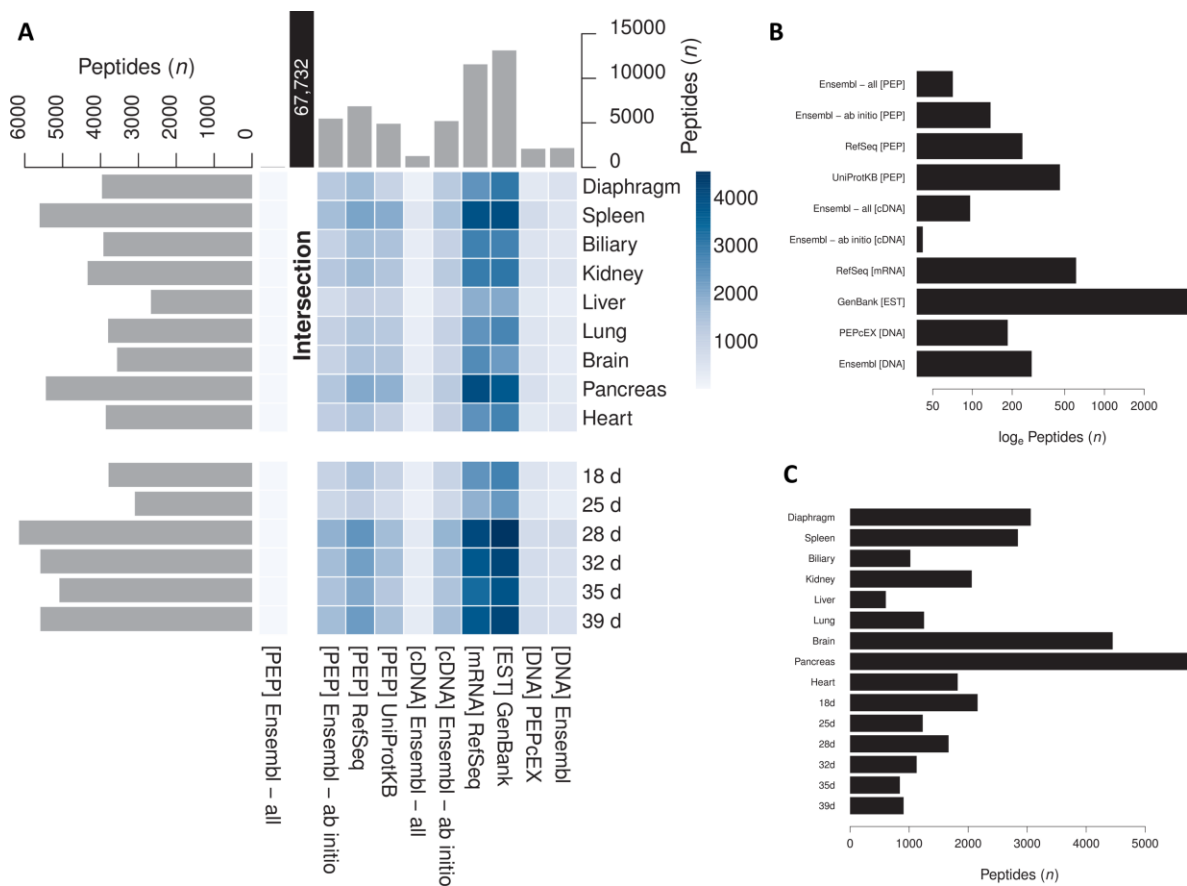 A
Peptides (n)
6000
5000
4000
3000
2000
1000
0
67,732
Intersection
15000
10000
5000
0
Peptides (n)
4000
3000
2000
1000
Diaphragm
Spleen
Biliary
Kidney
Liver
Lung
Brain
Pancreas
Heart
18 d
25 d
28 d
32 d
35 d
39 d
[PEP] Ensembl – all
[PEP] Ensembl – ab initio
[PEP] RefSeq
[PEP] UniProtKB
[cDNA] Ensembl – all
[cDNA] Ensembl – ab initio
[mRNA] RefSeq
[EST] GenBank
[DNA] PEPcEX
[DNA] Ensembl
B
Ensembl – all [PEP]
Ensembl – ab initio [PEP]
RefSeq [PEP]
UniProtKB [PEP]
Ensembl – all [cDNA]
Ensembl – ab initio [cDNA]
RefSeq [mRNA]
GenBank [EST]
PEPcEX [DNA]
Ensembl [DNA]
50 100 200 500 1000 2000
logₑ Peptides (n)
C
Diaphragm
Spleen
Biliary
Kidney
Liver
Lung
Brain
Pancreas
Heart
18d
25d
28d
32d
35d
39d
0 1000 2000 3000 4000 5000
Peptides (n)